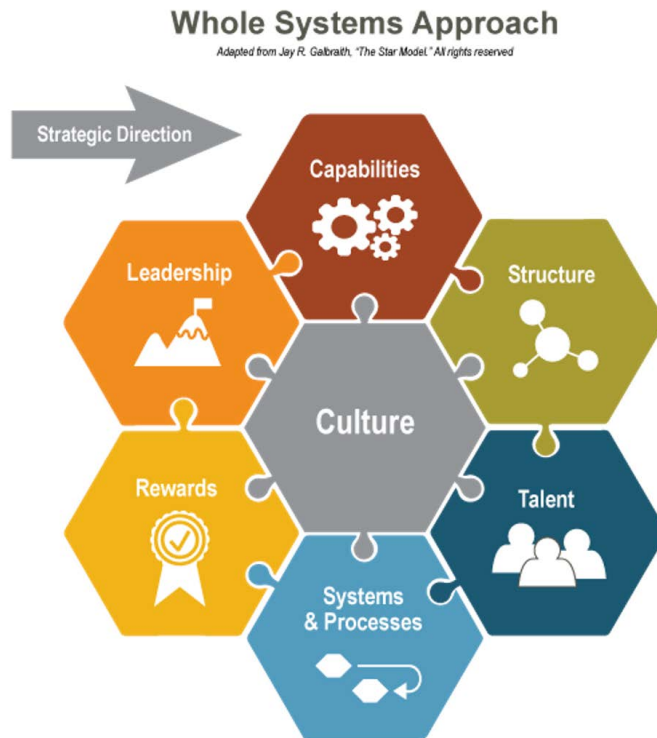 Whole Systems Approach
Adapted from Jay R. Galbraith, "The Star Model." All rights reserved
Strategic Direction
Capabilities
Leadership
Structure
Culture
Rewards
Talent
Systems
& Processes